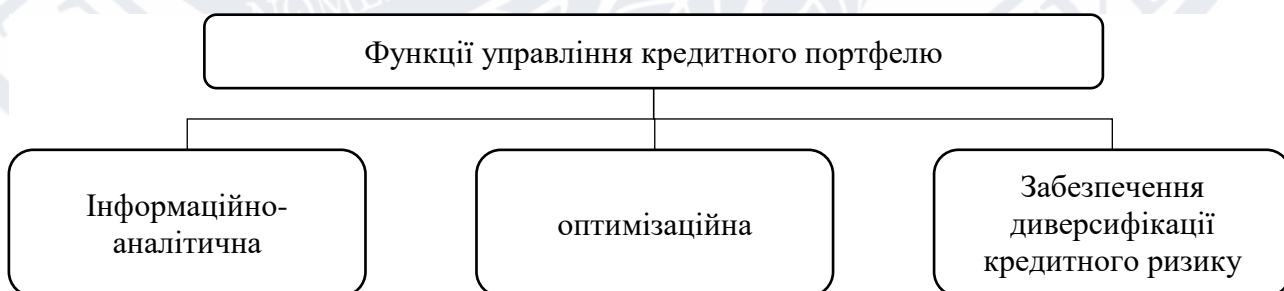 Функції управління кредитного портфелю
Інформаційно-
аналітична
оптимізаційна
Забезпечення
диверсифікації
кредитного ризику